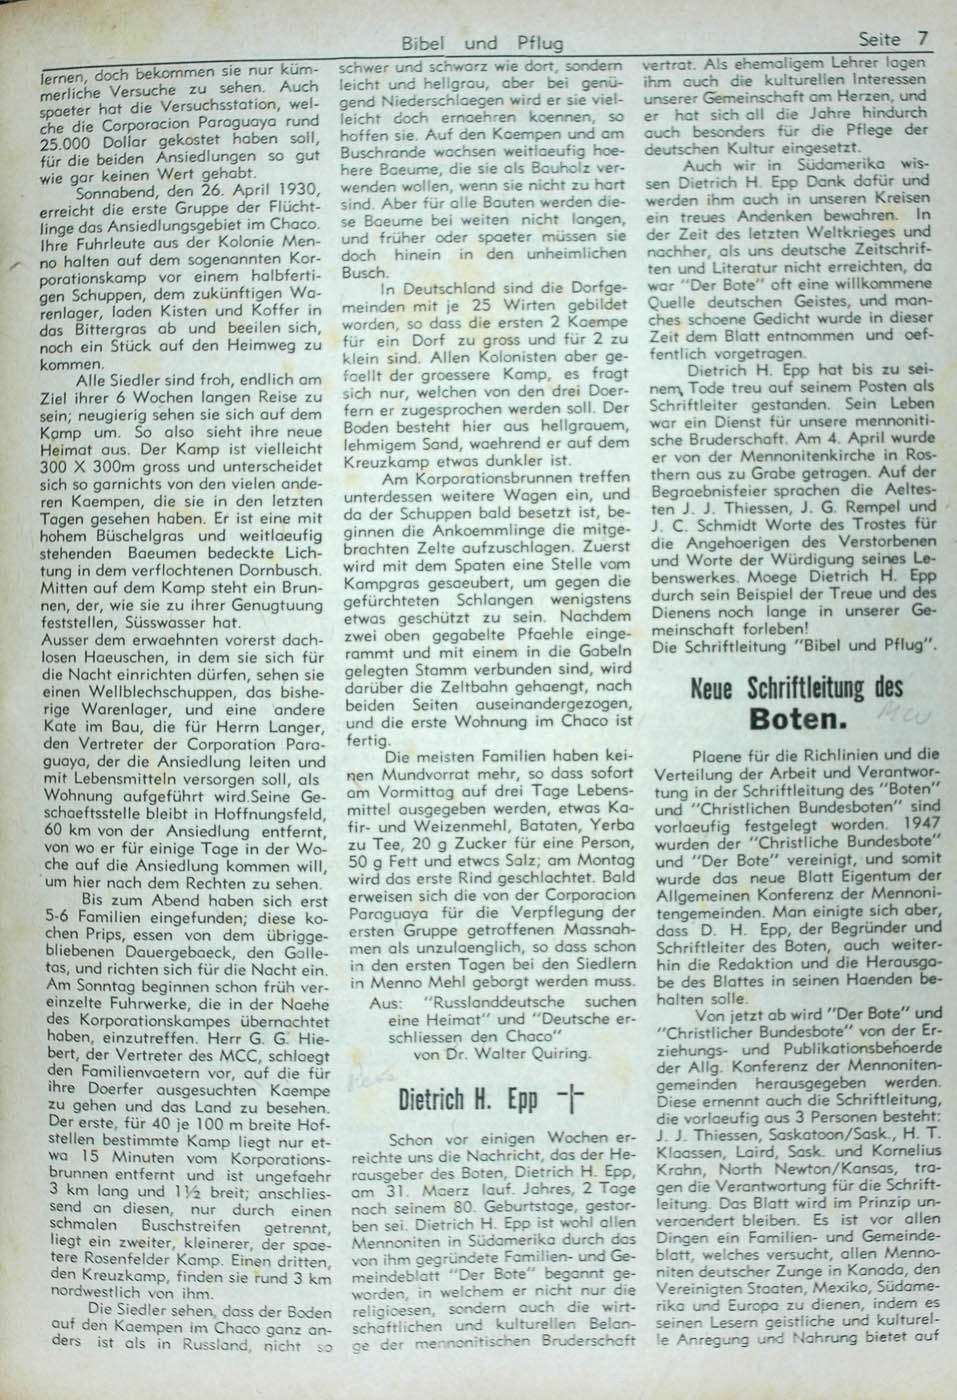 Bibel und Pflug
Seite 7
lernen, doch bekommen sie nur küm-
merliche Versuche zu sehen. Auch
spaeter hat die Versuchsstation, wel-
che die Corporacion Paraguaya rund
25.000 Dollar gekostet haben soll,
für die beiden Ansiedlungen so gut
wie gar keinen Wert gehabt.
Sonnabend, den 26. April 1930,
erreicht die erste Gruppe der Flücht-
linge das Ansiedlungsgebiet im Chaco.
Ihre Fuhrleute aus der Kolonie Men-
no halten auf dem sogenannten Kor-
porationskamp vor einem halbferti-
gen Schuppen, dem zukünftigen Wa-
renlager, laden Kisten und Koffer in
das Bittergras ab und beeilen sich,
noch ein Stück auf den Heimweg zu
kommen.
Alle Siedler sind froh, endlich am
Ziel ihrer 6 Wochen langen Reise zu
sein; neugierig sehen sie sich auf dem
Kamp um. So also sieht ihre neue
Heimat aus. Der Kamp ist vielleicht
300 X 300m gross und unterscheidet
sich so garnichts von den vielen ande-
ren Kaempen, die sie in den letzten
Tagen gesehen haben. Er ist eine mit
hohem Büschelgras und weitlaeufig
stehenden Baeumen bedeckte Lich-
tung in dem verflochtenen Dornbusch.
Mitten auf dem Kamp steht ein Brun-
nen, der, wie sie zu ihrer Genugtuung
feststellen, Süsswasser hat.
Ausser dem erwaehnten vorerst dach-
losen Haeuschen, in dem sie sich für
die Nacht einrichten dürfen, sehen sie
einen Wellblechschuppen, das bishe-
rige Warenlager, und eine andere
Kate im Bau, die für Herrn Langer,
den Vertreter der Corporation Para-
guaya, der die Ansiedlung leiten und
mit Lebensmitteln versorgen soll, als
Wohnung aufgeführt wird.Seine Ge-
schaeftsstelle bleibt in Hoffnungsfeld,
60 km von der Ansiedlung entfernt,
von wo er für einige Tage in der Wo-
che auf die Ansiedlung kommen will,
um hier nach dem Rechten zu sehen.
Bis zum Abend haben sich erst
5-6 Familien eingefunden; diese ko-
chen Prips, essen von dem übrigge-
bliebenen Dauergebaeck, den Galle-
tas, und richten sich für die Nacht ein.
Am Sonntag beginnen schon früh ver-
einzelte Fuhrwerke, die in der Naehe
des Korporationskampes übernachtet
haben, einzutreffen. Herr G. G. Hie-
bert, der Vertreter des MCC, schlaegt
den Familienvaetern vor, auf die für
ihre Doerfer ausgesuchten Kaempe
zu gehen und das Land zu besehen.
Der erste, für 40 je 100 m breite Hof-
stellen bestimmte Kamp liegt nur et-
wa 15 Minuten vom Korporations-
brunnen entfernt und ist ungefaehr
3 km lang und 1½ breit; anschlies-
send an diesen, nur durch einen
schmalen Buschstreifen getrennt,
liegt ein zweiter, kleinerer, der spae-
tere Rosenfelder Kamp. Einen dritten,
den Kreuzkamp, finden sie rund 3 km
nordwestlich von ihm.
Die Siedler sehen, dass der Boden
auf den Kaempen im Chaco ganz an-
ders ist als in Russland, nicht so
schwer und schwarz wie dort, sondern
leicht und hellgrau, aber bei genü-
gend Niederschlaegen wird er sie viel-
leicht doch ernaehren koennen, so
hoffen sie. Auf den Kaempen und am
Buschrande wachsen weitlaeufig hoe-
here Baeume, die sie als Bauholz ver-
wenden wollen, wenn sie nicht zu hart
sind. Aber für alle Bauten werden die-
se Baeume bei weiten nicht langen,
und früher oder spaeter müssen sie
doch hinein in den unheimlichen
Busch.
In Deutschland sind die Dorfge-
meinden mit je 25 Wirten gebildet
worden, so dass die ersten 2 Kaempe
für ein Dorf zu gross und für 2 zu
klein sind. Allen Kolonisten aber ge-
faellt der groessere Kamp, es fragt
sich nur, welchen von den drei Doer-
fern er zugesprochen werden soll. Der
Boden besteht hier aus hellgrauem,
lehmigem Sand, waehrend er auf dem
Kreuzkamp etwas dunkler ist.
Am Korporationsbrunnen treffen
unterdessen weitere Wagen ein, und
da der Schuppen bald besetzt ist, be-
ginnen die Ankoemmlinge die mitge-
brachten Zelte aufzuschlagen. Zuerst
wird mit dem Spaten eine Stelle vom
Kampgras gesaeubert, um gegen die
gefürchteten Schlangen wenigstens
etwas geschützt zu sein. Nachdem
zwei oben gegabelte Pfaehle einge-
rammt und mit einem in die Gabeln
gelegten Stamm verbunden sind, wird
darüber die Zeltbahn gehaengt, nach
beiden Seiten auseinandergezogen,
und die erste Wohnung im Chaco ist
fertig.
Die meisten Familien haben kei-
nen Mundvorrat mehr, so dass sofort
am Vormittag auf drei Tage Lebens-
mittel ausgegeben werden, etwas Ka-
fir- und Weizenmehl, Bataten, Yerba
zu Tee, 20 g Zucker für eine Person,
50 g Fett und etwas Salz; am Montag
wird das erste Rind geschlachtet. Bald
erweisen sich die von der Corporacion
Paraguaya für die Verpflegung der
ersten Gruppe getroffenen Massnah-
men als unzulaenglich, so dass schon
in den ersten Tagen bei den Siedlern
in Menno Mehl geborgt werden muss.
Aus: "Russlanddeutsche suchen
eine Heimat" und "Deutsche er-
schliessen den Chaco"
von Dr. Walter Quiring.
Dietrich H. Epp -|-
Schon vor einigen Wochen er-
reichte uns die Nachricht, das der He-
rausgeber des Boten, Dietrich H. Epp,
am 31. Maerz lauf. Jahres, 2 Tage
nach seinem 80. Geburtstage, gestor-
ben sei. Dietrich H. Epp ist wohl allen
Mennoniten in Südamerika durch das
von ihm gegründete Familien- und Ge-
meindeblatt "Der Bote" begannt ge-
worden, in welchem er nicht nur die
religioesen, sondern auch die wirt-
schaftlichen und kulturellen Belan-
ge der mennonitischen Bruderschaft
vertrat. Als ehemaligem Lehrer lagen
ihm auch die kulturellen Interessen
unserer Gemeinschaft am Herzen, und
er hat sich all die Jahre hindurch
auch besonders für die Pflege der
deutschen Kultur eingesetzt.
Auch wir in Südamerika wis-
sen Dietrich H. Epp Dank dafür und
werden ihm auch in unseren Kreisen
ein treues Andenken bewahren. In
der Zeit des letzten Weltkrieges und
nachher, als uns deutsche Zeitschrif-
ten und Literatur nicht erreichten, da
war "Der Bote" oft eine willkommene
Quelle deutschen Geistes, und man-
ches schoene Gedicht wurde in dieser
Zeit dem Blatt entnommen und oef-
fentlich vorgetragen.
Dietrich H. Epp hat bis zu sei-
nem Tode treu auf seinem Posten als
Schriftleiter gestanden. Sein Leben
war ein Dienst für unsere mennoniti-
sche Bruderschaft. Am 4. April wurde
er von der Mennonitenkirche in Ros-
thern aus zu Grabe getragen. Auf der
Begraebnisfeier sprachen die Aeltes-
ten J. J. Thiessen, J. G. Rempel und
J. C. Schmidt Worte des Trostes für
die Angehoerigen des Verstorbenen
und Worte der Würdigung seines Le-
benswerkes. Moege Dietrich H. Epp
durch sein Beispiel der Treue und des
Dienens noch lange in unserer Ge-
meinschaft forleben!
Die Schriftleitung "Bibel und Pflug".
Neue Schriftleitung des
Boten.
Plaene für die Richlinien und die
Verteilung der Arbeit und Verantwor-
tung in der Schriftleitung des "Boten"
und "Christlichen Bundesboten" sind
vorlaeufig festgelegt worden. 1947
wurden der "Christliche Bundesbote"
und "Der Bote" vereinigt, und somit
wurde das neue Blatt Eigentum der
Allgemeinen Konferenz der Mennoni-
tengemeinden. Man einigte sich aber,
dass D. H. Epp, der Begründer und
Schriftleiter des Boten, auch weiter-
hin die Redaktion und die Herausga-
be des Blattes in seinen Haenden be-
halten solle.
Von jetzt ab wird "Der Bote" und
"Christlicher Bundesbote" von der Er-
ziehungs- und Publikationsbehoerde
der Allg. Konferenz der Mennoniten-
gemeinden herausgegeben werden.
Diese ernennt auch die Schriftleitung,
die vorlaeufig aus 3 Personen besteht:
J. J. Thiessen, Saskatoon/Sask., H. T.
Klaassen, Laird, Sask. und Kornelius
Krahn, North Newton/Kansas, tra-
gen die Verantwortung für die Schrift-
leitung. Das Blatt wird im Prinzip un-
veraendert bleiben. Es ist vor allen
Dingen ein Familien- und Gemeinde-
blatt, welches versucht, allen Menno-
niten deutscher Zunge in Kanada, den
Vereinigten Staaten, Mexiko, Südame-
rika und Europa zu dienen, indem es
seinen Lesern geistliche und kulturel-
le Anregung und Nahrung bietet auf